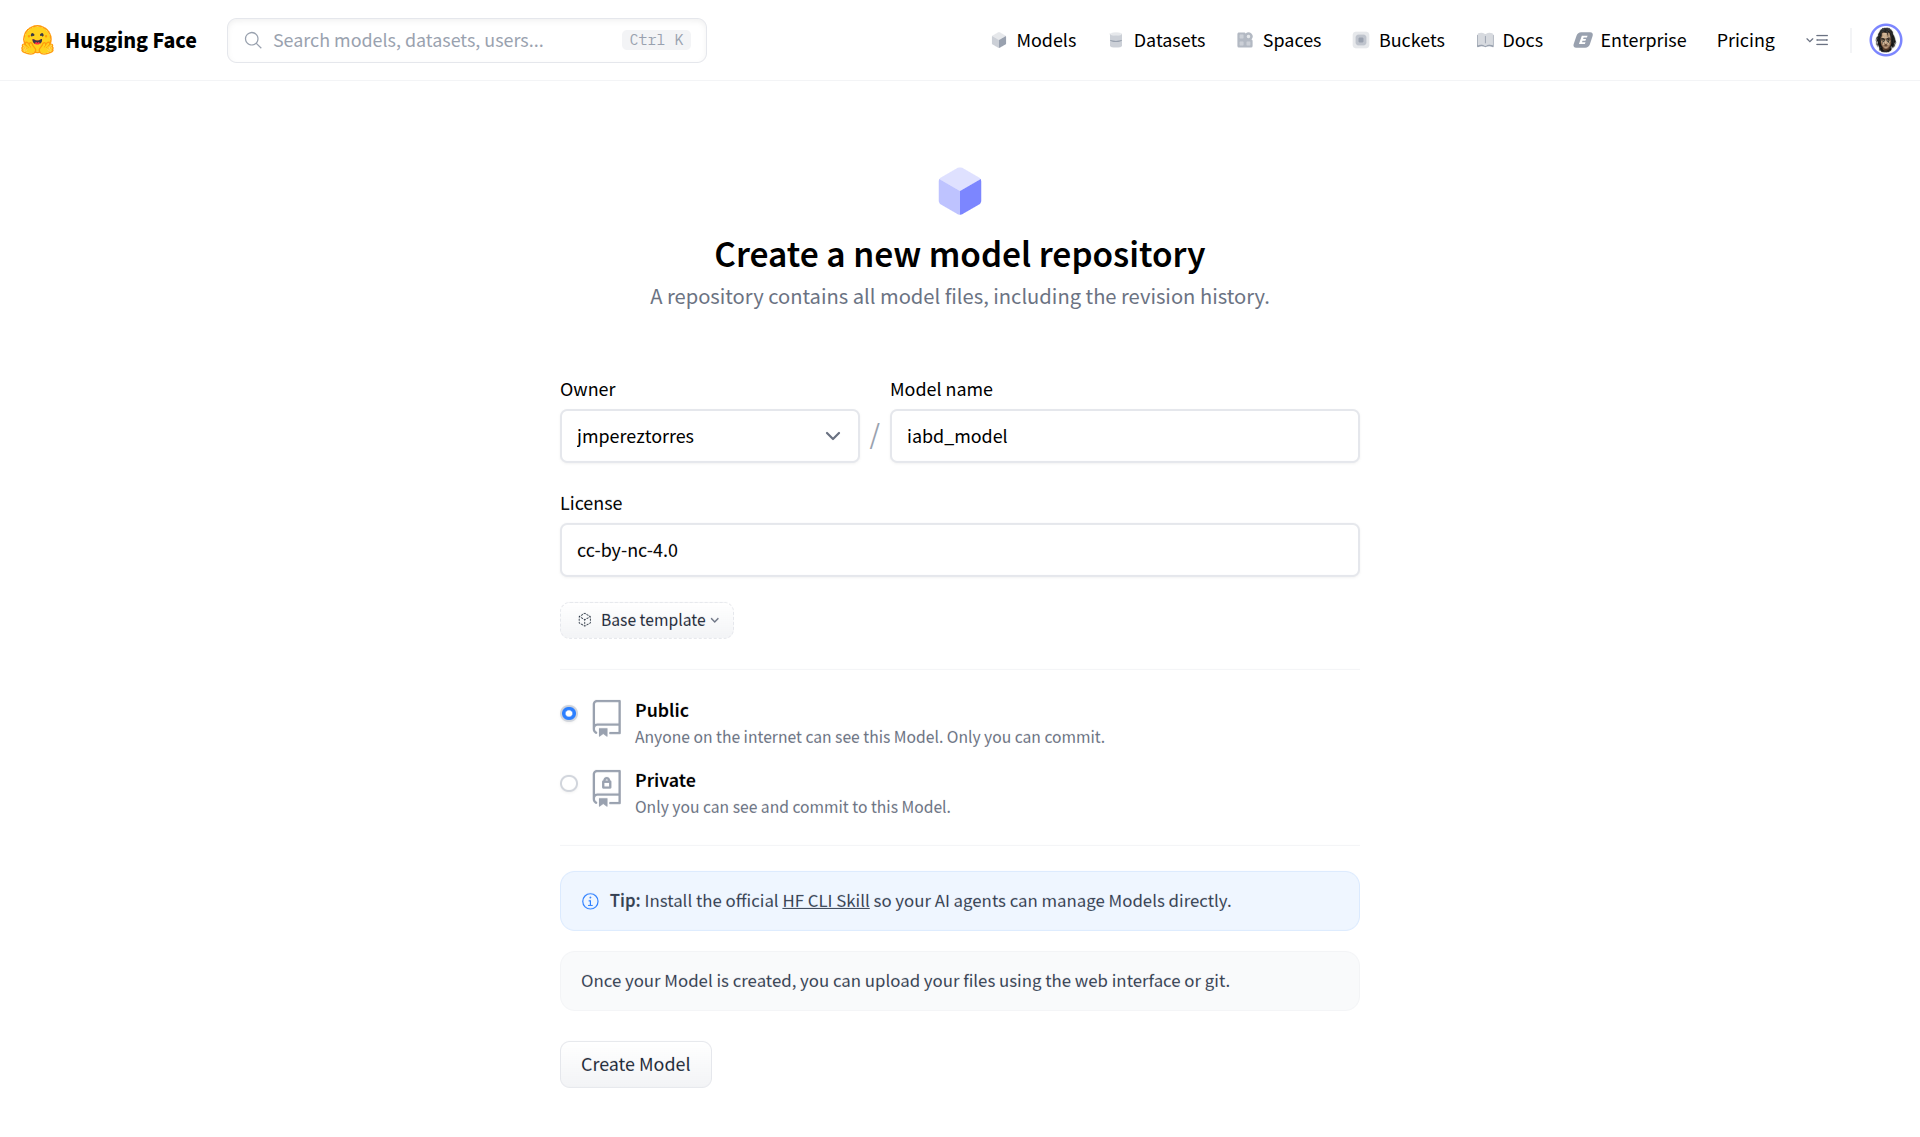 Hugging Face
Search models, datasets, users...
Ctrl K
Models
Datasets
Spaces
Buckets
Docs
Enterprise
Pricing
Create a new model repository
A repository contains all model files, including the revision history.
Owner
Model name
jmpereztorres
/
iabd_model
License
cc-by-nc-4.0
Base template
Public
Anyone on the internet can see this Model. Only you can commit.
Private
Only you can see and commit to this Model.
Tip: Install the official HF CLI Skill so your AI agents can manage Models directly.
Once your Model is created, you can upload your files using the web interface or git.
Create Model